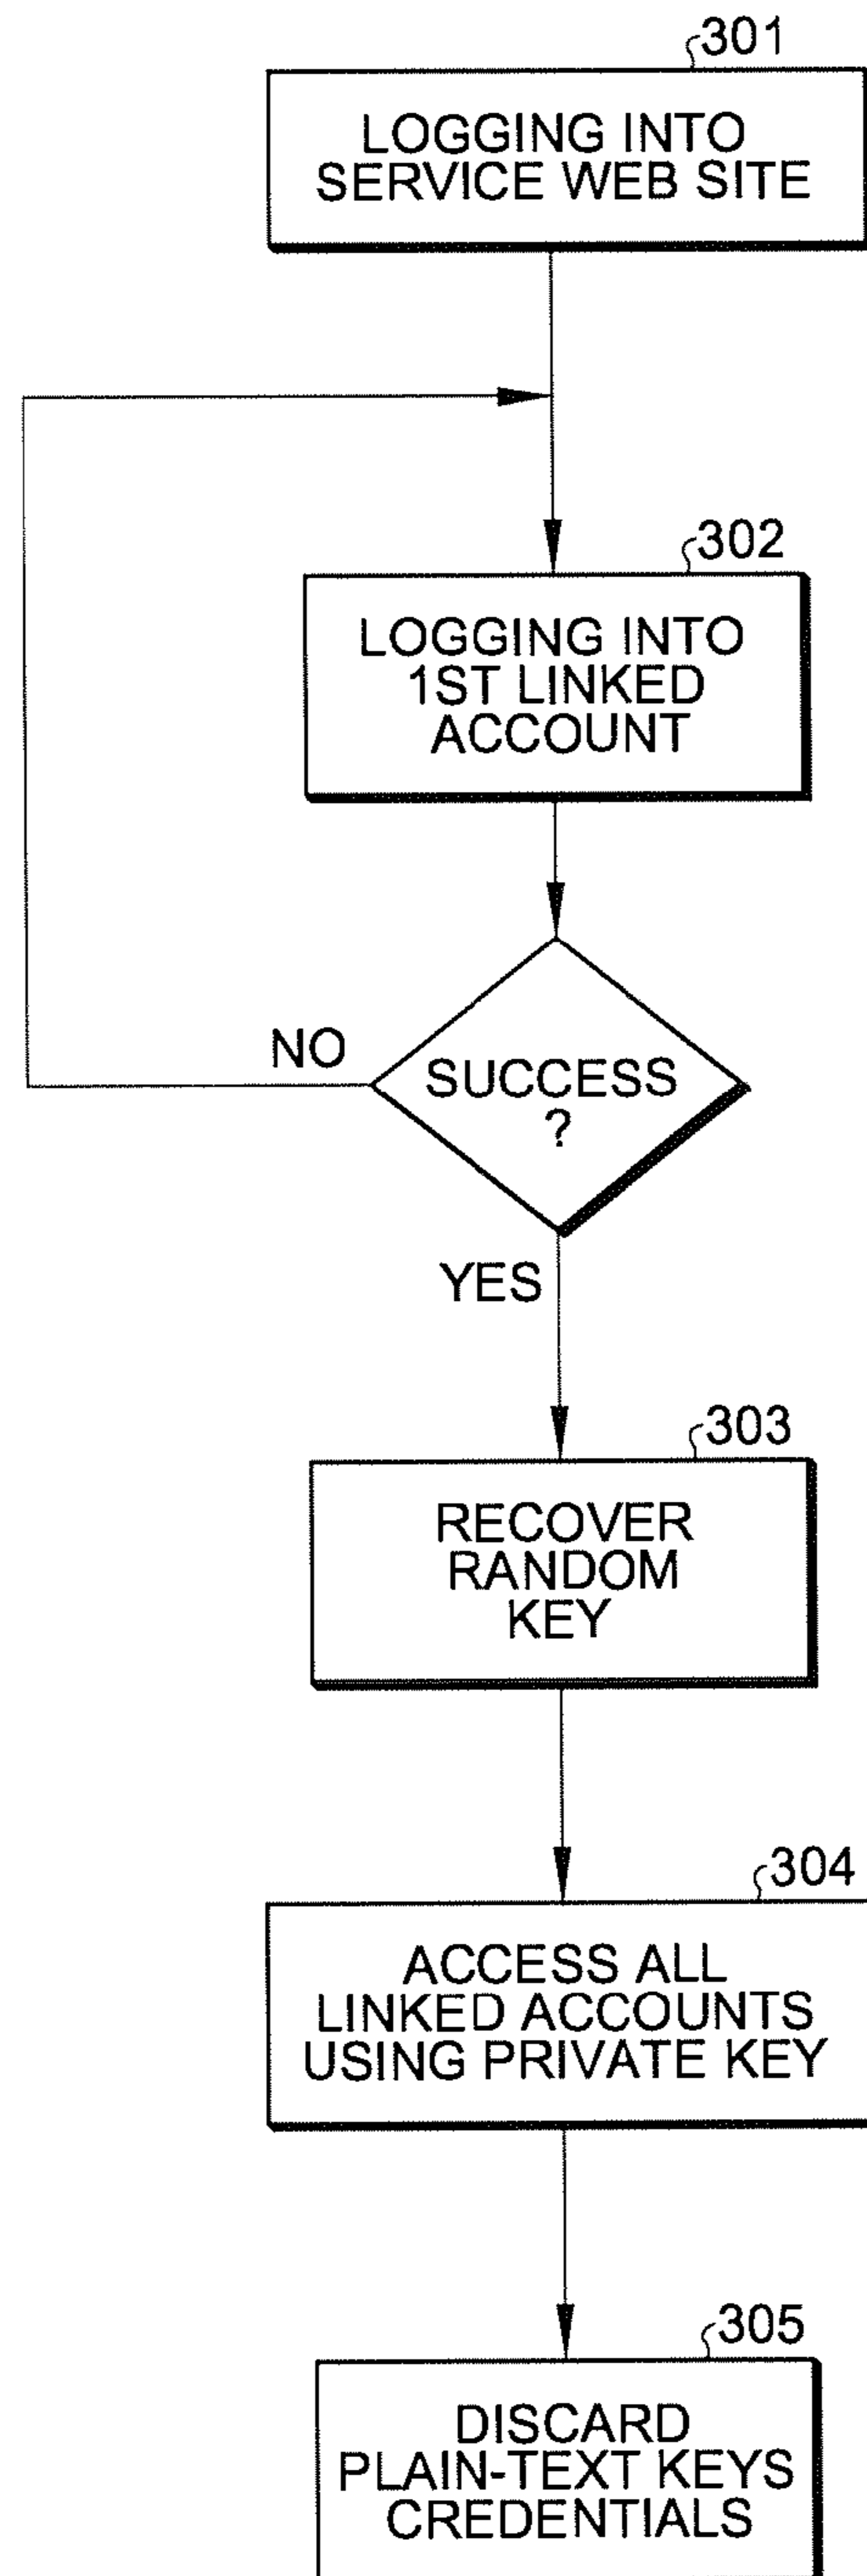 301
LOGGING INTO
SERVICE WEB SITE
302
LOGGING INTO
1ST LINKED
ACCOUNT
NO
SUCCESS
?
YES
303
RECOVER
RANDOM
KEY
304
ACCESS ALL
LINKED ACCOUNTS
USING PRIVATE KEY
305
DISCARD
PLAIN-TEXT KEYS
CREDENTIALS